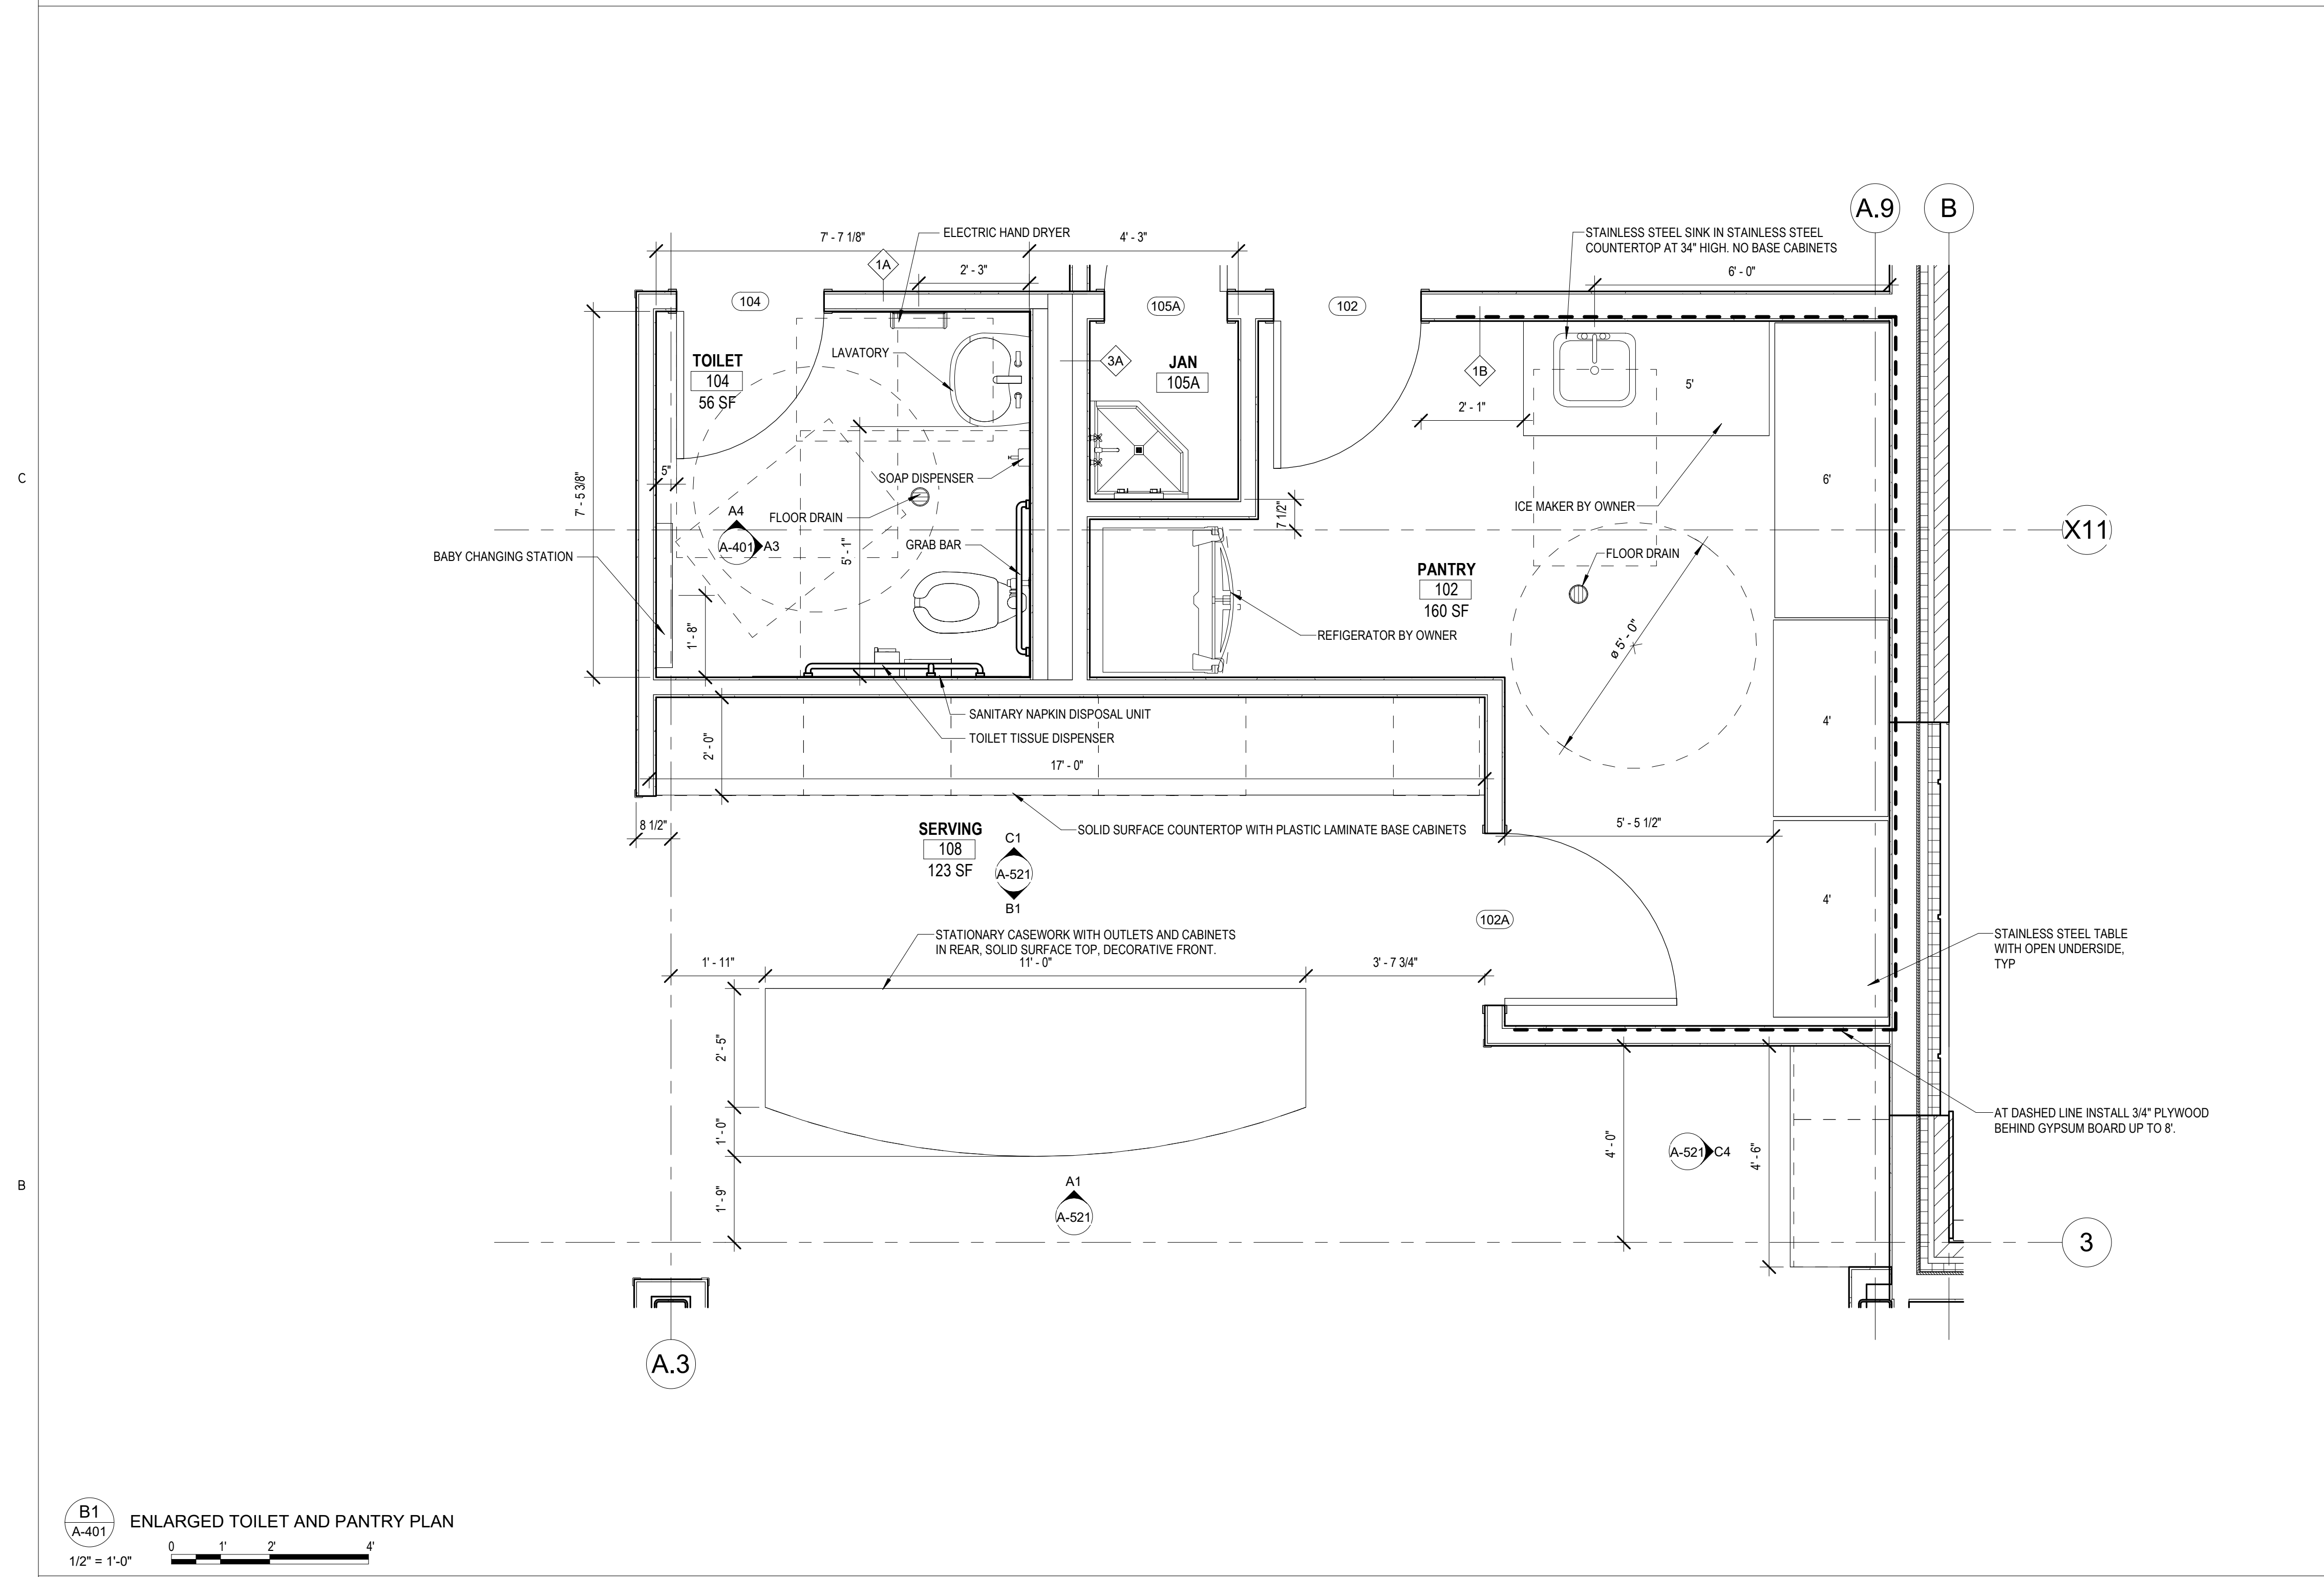 A.9
B
7' - 7 1/8"
ELECTRIC HAND DRYER
4' - 3"
STAINLESS STEEL SINK IN STAINLESS STEEL
COUNTERTOP AT 34" HIGH. NO BASE CABINETS
1A
2' - 3"
6' - 0"
104
105A
102
LAVATORY
TOILET
104
56 SF
3A
JAN
105A
1B
5'
2' - 1"
C
5"
7' - 5 3/8"
SOAP DISPENSER
6'
A4
FLOOR DRAIN
7 1/2"
ICE MAKER BY OWNER
A-401
A3
GRAB BAR
5' - 1"
X11
BABY CHANGING STATION
FLOOR DRAIN
PANTRY
102
160 SF
1' - 8"
REFIGERATOR BY OWNER
ø 5' - 0"
SANITARY NAPKIN DISPOSAL UNIT
TOILET TISSUE DISPENSER
4'
2' - 0"
17' - 0"
8 1/2"
SERVING
108
123 SF
C1
A-521
B1
SOLID SURFACE COUNTERTOP WITH PLASTIC LAMINATE BASE CABINETS
5' - 5 1/2"
4'
102A
STATIONARY CASEWORK WITH OUTLETS AND CABINETS
IN REAR, SOLID SURFACE TOP, DECORATIVE FRONT.
STAINLESS STEEL TABLE
WITH OPEN UNDERSIDE,
TYP
1' - 11"
11' - 0"
3' - 7 3/4"
2' - 5"
1' - 0"
AT DASHED LINE INSTALL 3/4" PLYWOOD
BEHIND GYPSUM BOARD UP TO 8'.
4' - 0"
A-521
C4
4' - 6"
B
A1
A-521
1' - 9"
3
A.3
B1
A-401
ENLARGED TOILET AND PANTRY PLAN
1/2" = 1'-0"
0 1' 2' 4'